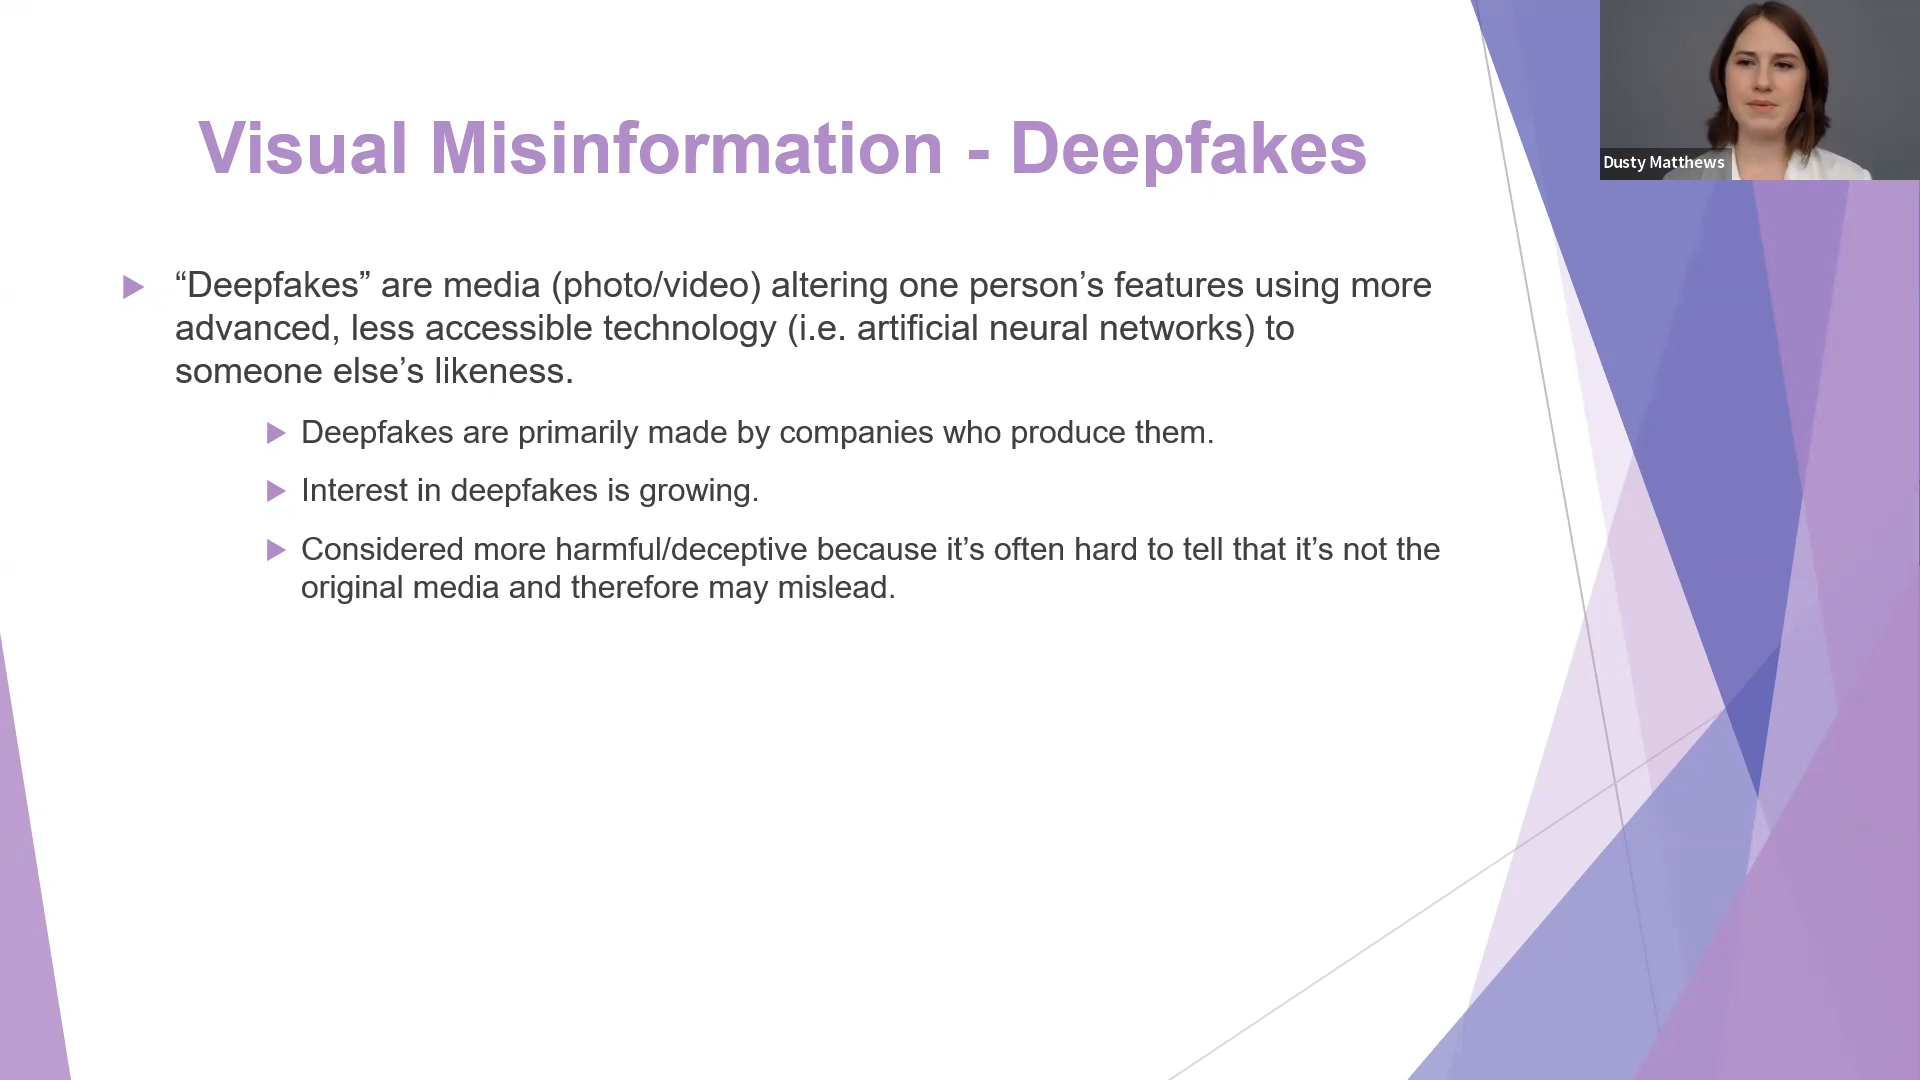 Visual Misinformation - Deepfakes
Dusty Matthews
“Deepfakes” are media (photo/video) altering one person’s features using more
advanced, less accessible technology (i.e. artificial neural networks) to
someone else’s likeness.
Deepfakes are primarily made by companies who produce them.
Interest in deepfakes is growing.
Considered more harmful/deceptive because it’s often hard to tell that it’s not the
original media and therefore may mislead.